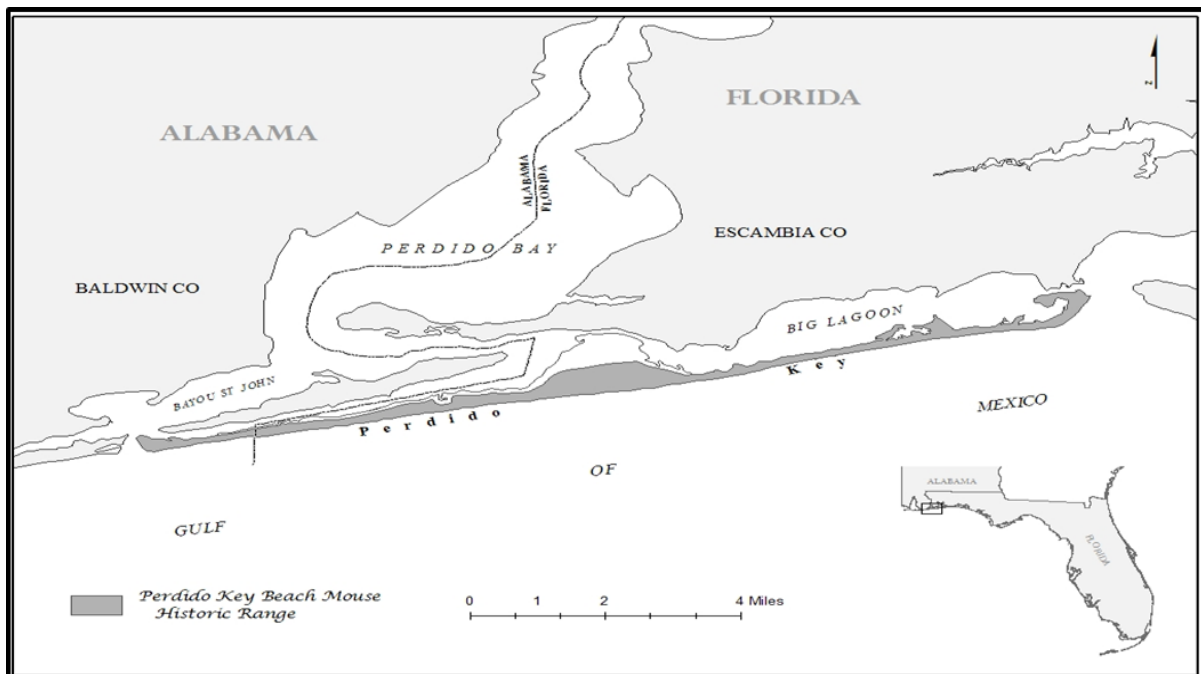 ALABAMA
FLORIDA
N
ALABAMA
FLORIDA
PERDIDO BAY
ESCAMBIA CO
BALDWIN CO
BIG LAGOON
BAYOU ST JOHN
Perdido Key
GULF OF MEXICO
ALABAMA
FLORIDA
Perdido Key Beach Mouse
Historic Range
0 1 2 4 Miles